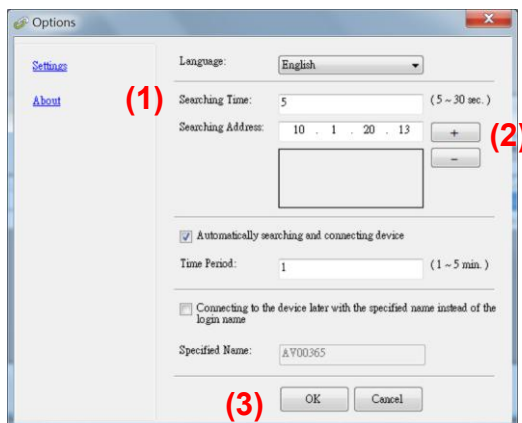 Options
Settings
About
Language:
English
(1)
Searching Time:
5
(5 ~ 30 sec.)
Searching Address:
10 . 1 . 20 . 13
+
(2)
−
Automatically searching and connecting device
Time Period:
1
(1 ~ 5 min.)
Connecting to the device later with the specified name instead of the
login name
Specified Name:
AV00365
(3)
OK
Cancel